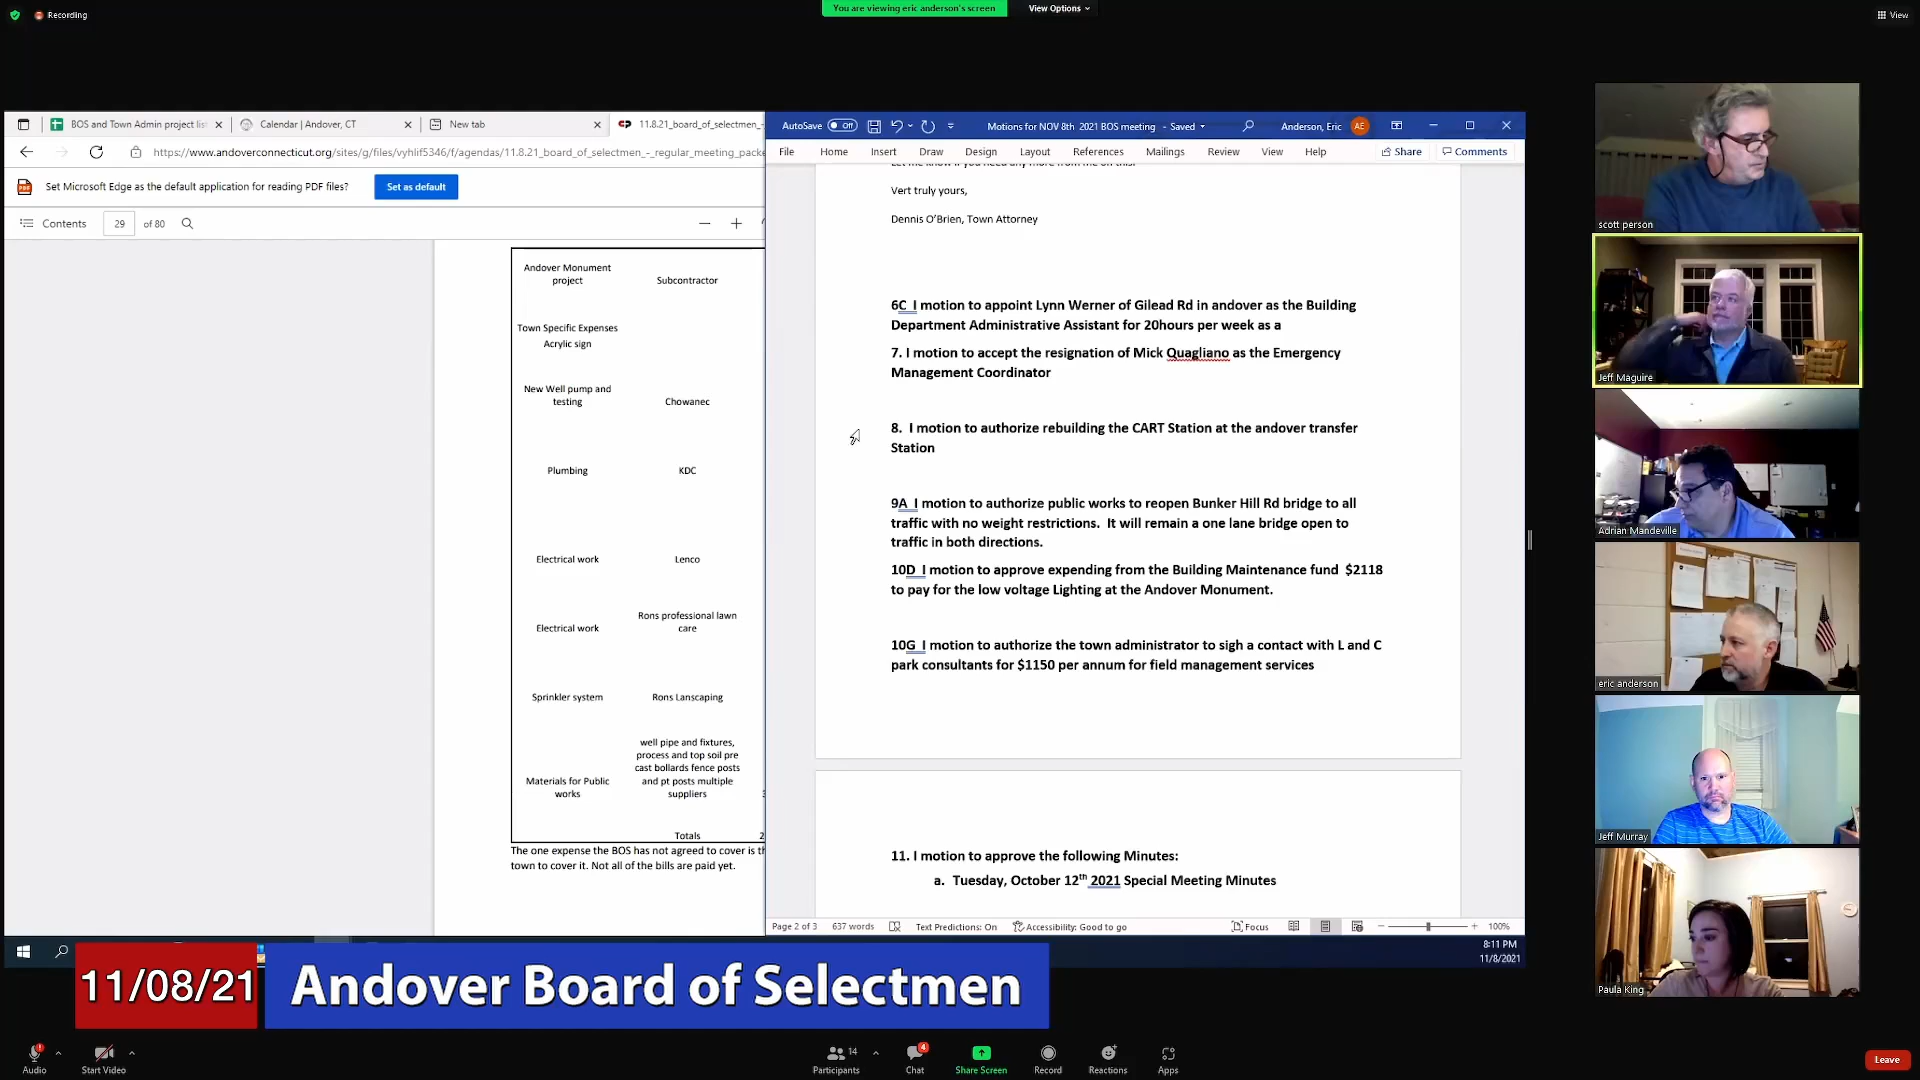 Recording
You are viewing eric anderson's screen
View Options
View
BOS and Town Admin project list
Calendar | Andover, CT
New tab
11.8.21_board_of_selectmen_-
https://www.andoverconnecticut.org/sites/g/files/vyhlif5346/f/agendas/11.8.21_board_of_selectmen_-_regular_meeting_packe
Set Microsoft Edge as the default application for reading PDF files?
Set as default
Contents
29
of 80
Andover Monument
project
Subcontractor
Town Specific Expenses
Acrylic sign
New Well pump and
testing
Chowanec
Plumbing
KDC
Electrical work
Lenco
Electrical work
Rons professional lawn
care
Sprinkler system
Rons Lanscaping
Materials for Public
works
well pipe and fixtures,
process and top soil pre
cast bollards fence posts
and pt posts multiple
suppliers
Totals
2
The one expense the BOS has not agreed to cover is th
town to cover it. Not all of the bills are paid yet.
AutoSave
Off
Motions for NOV 8th 2021 BOS meeting - Saved
Anderson, Eric
AE
File
Home
Insert
Draw
Design
Layout
References
Mailings
Review
View
Help
Share
Comments
Let me know if you need any more from me on this.
Vert truly yours,
Dennis O'Brien, Town Attorney
6C I motion to appoint Lynn Werner of Gilead Rd in andover as the Building
Department Administrative Assistant for 20hours per week as a
7. I motion to accept the resignation of Mick Quagliano as the Emergency
Management Coordinator
8. I motion to authorize rebuilding the CART Station at the andover transfer
Station
9A I motion to authorize public works to reopen Bunker Hill Rd bridge to all
traffic with no weight restrictions. It will remain a one lane bridge open to
traffic in both directions.
10D I motion to approve expending from the Building Maintenance fund $2118
to pay for the low voltage Lighting at the Andover Monument.
10G I motion to authorize the town administrator to sigh a contact with L and C
park consultants for $1150 per annum for field management services
11. I motion to approve the following Minutes:
a. Tuesday, October 12th 2021 Special Meeting Minutes
Page 2 of 3
637 words
Text Predictions: On
Accessibility: Good to go
Focus
100%
8:11 PM
11/8/2021
scott person
Jeff Maguire
Adrian Mandeville
eric anderson
Jeff Murray
Paula King
11/08/21
Andover Board of Selectmen
Audio
Start Video
14
Participants
4
Chat
Share Screen
Record
Reactions
Apps
Leave